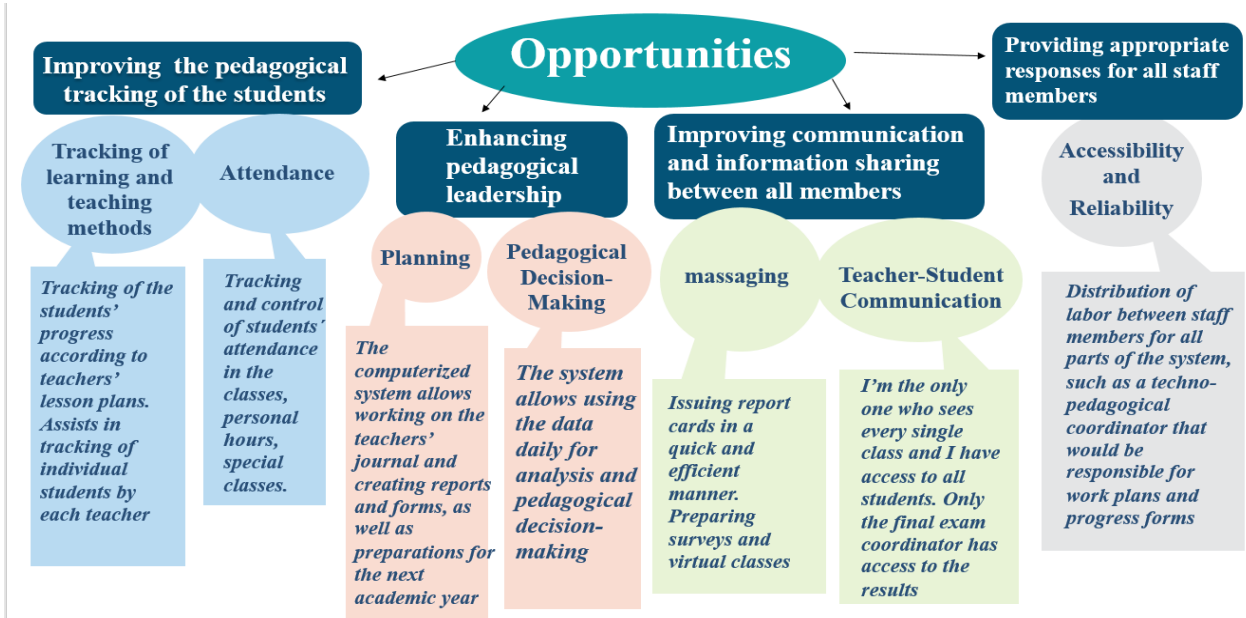 Opportunities
Improving the pedagogical
tracking of the students
Tracking of
learning and
teaching
methods
Tracking of the
students’
progress
according to
teachers’
lesson plans.
Assists in
tracking of
individual
students by
each teacher
Attendance
Tracking
and control
of students´
attendance
in the
classes,
personal
hours,
special
classes.
Enhancing
pedagogical
leadership
Planning
The
computerized
system allows
working on the
teachers’
journal and
creating reports
and forms, as
well as
preparations for
the next
academic year
Pedagogical
Decision-
Making
The system
allows using
the data
daily for
analysis and
pedagogical
decision-
making
Improving communication
and information sharing
between all members
massaging
Issuing report
cards in a
quick and
efficient
manner.
Preparing
surveys and
virtual classes
Teacher-Student
Communication
I’m the only
one who sees
every single
class and I have
access to all
students. Only
the final exam
coordinator has
access to the
results
Providing appropriate
responses for all staff
members
Accessibility
and
Reliability
Distribution of
labor between staff
members for all
parts of the system,
such as a techno-
pedagogical
coordinator that
would be
responsible for
work plans and
progress forms